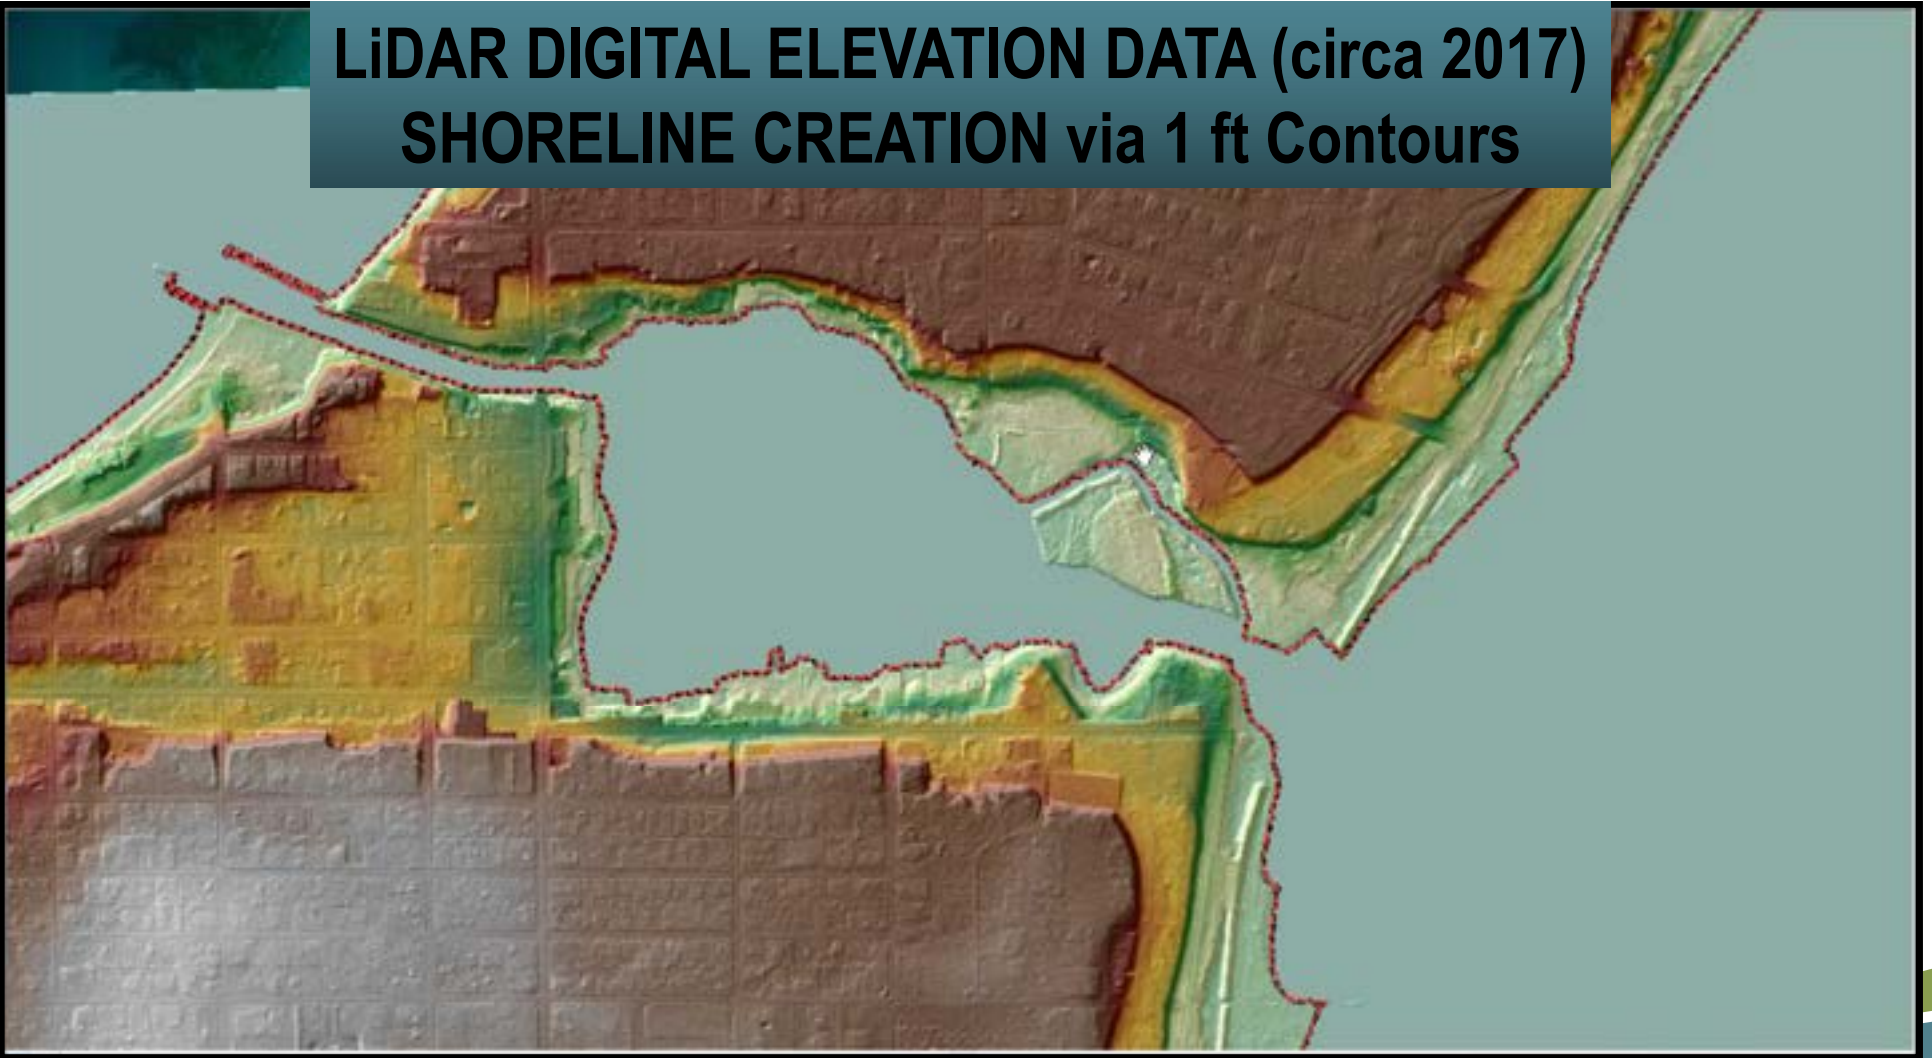 LiDAR DIGITAL ELEVATION DATA (circa 2017)
SHORELINE CREATION via 1 ft Contours